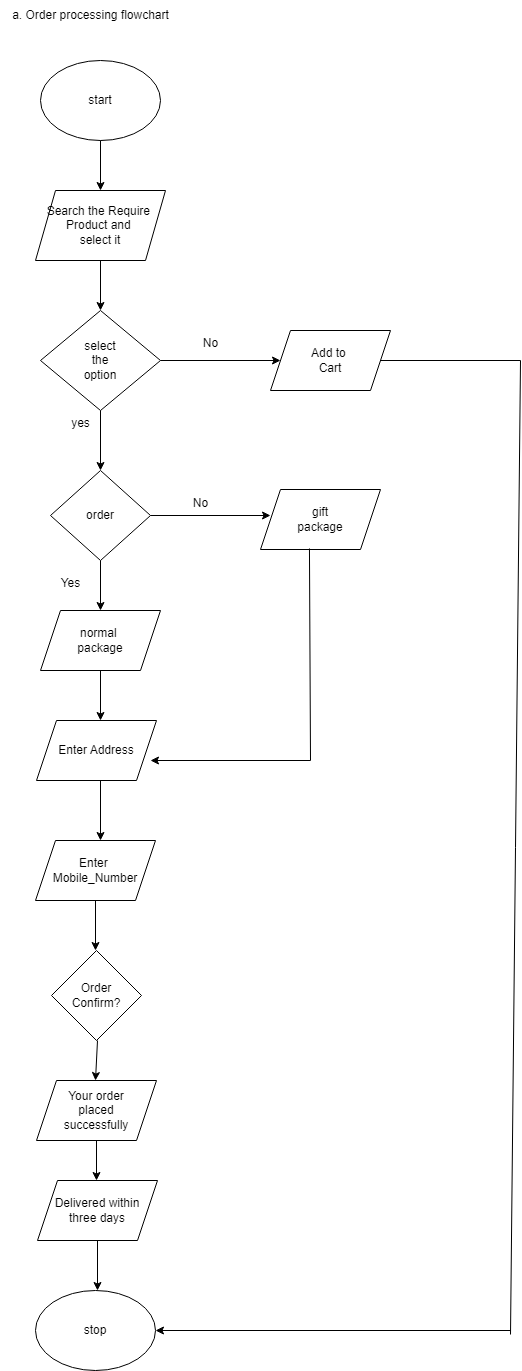 a. Order processing flowchart
start
Search the Require
Product and
select it
select
the
option
No
Add to
Cart
yes
order
No
gift
package
Yes
normal
package
Enter Address
Enter
Mobile_Number
Order
Confirm?
Your order
placed
successfully
Delivered within
three days
stop